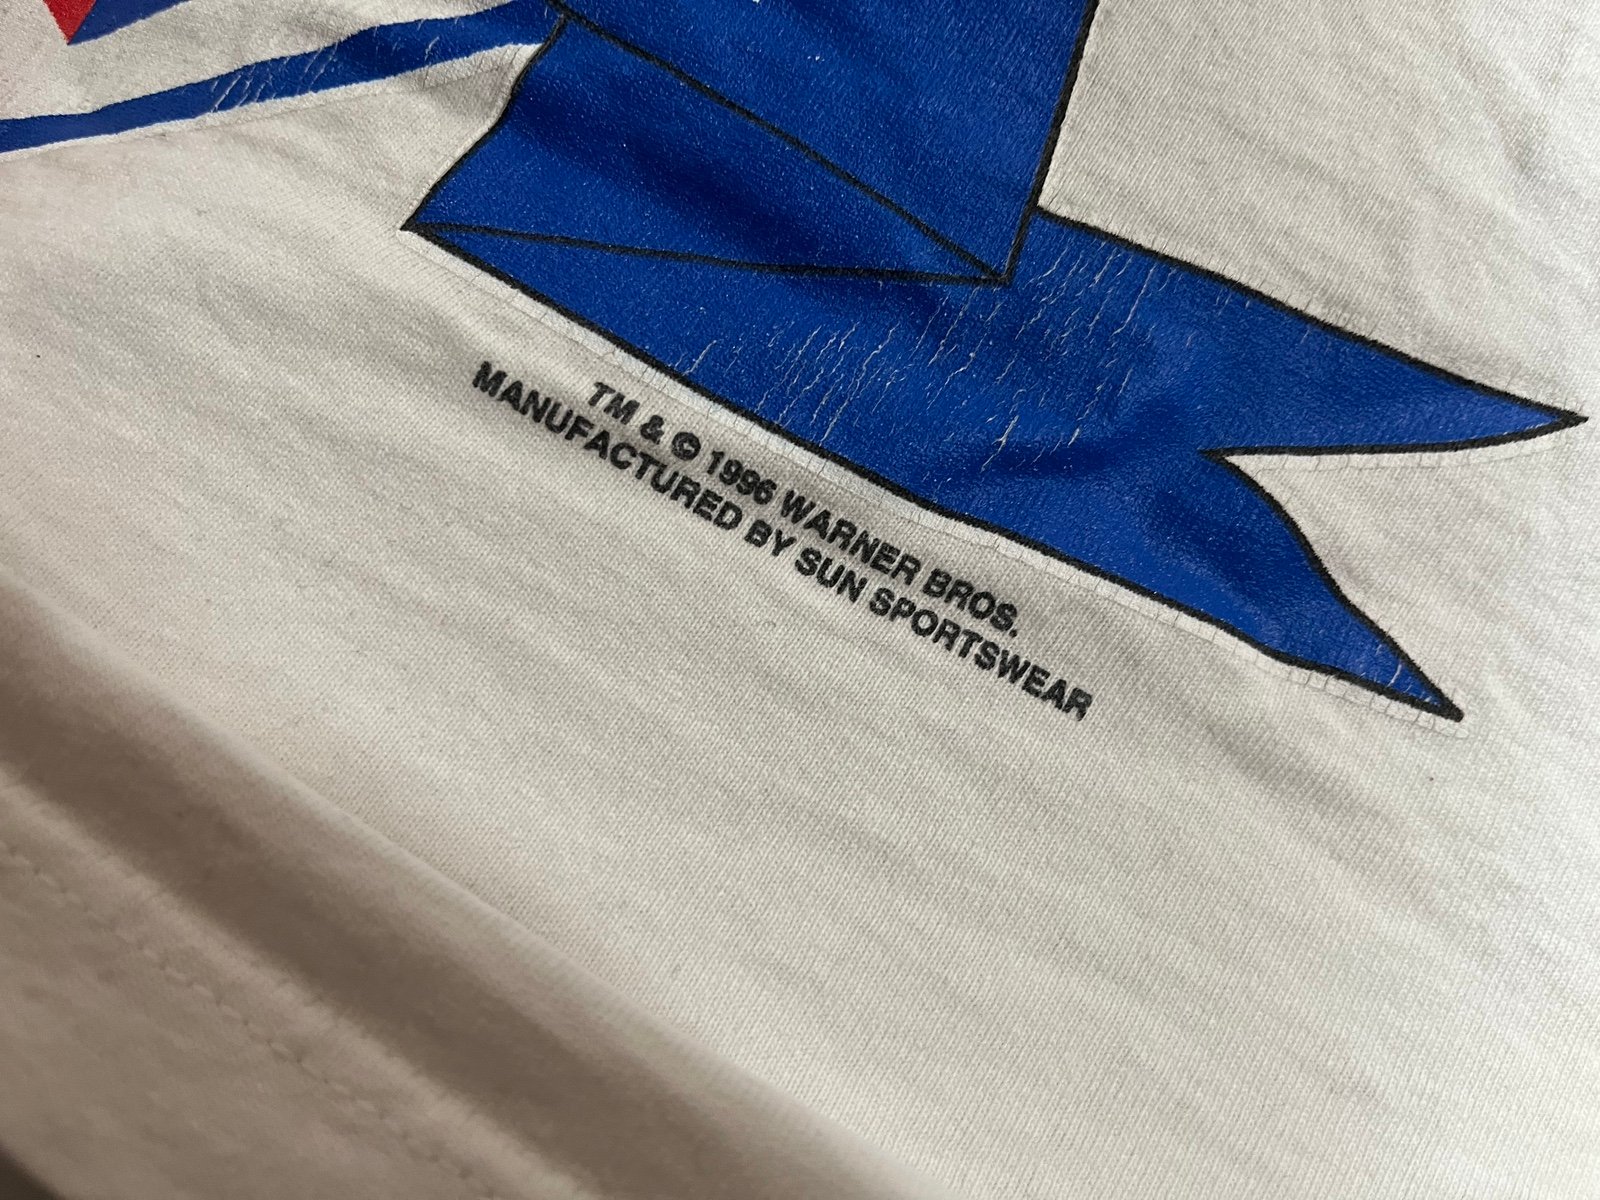 TM & © 1996 WARNER BROS.
MANUFACTURED BY SUN SPORTSWEAR